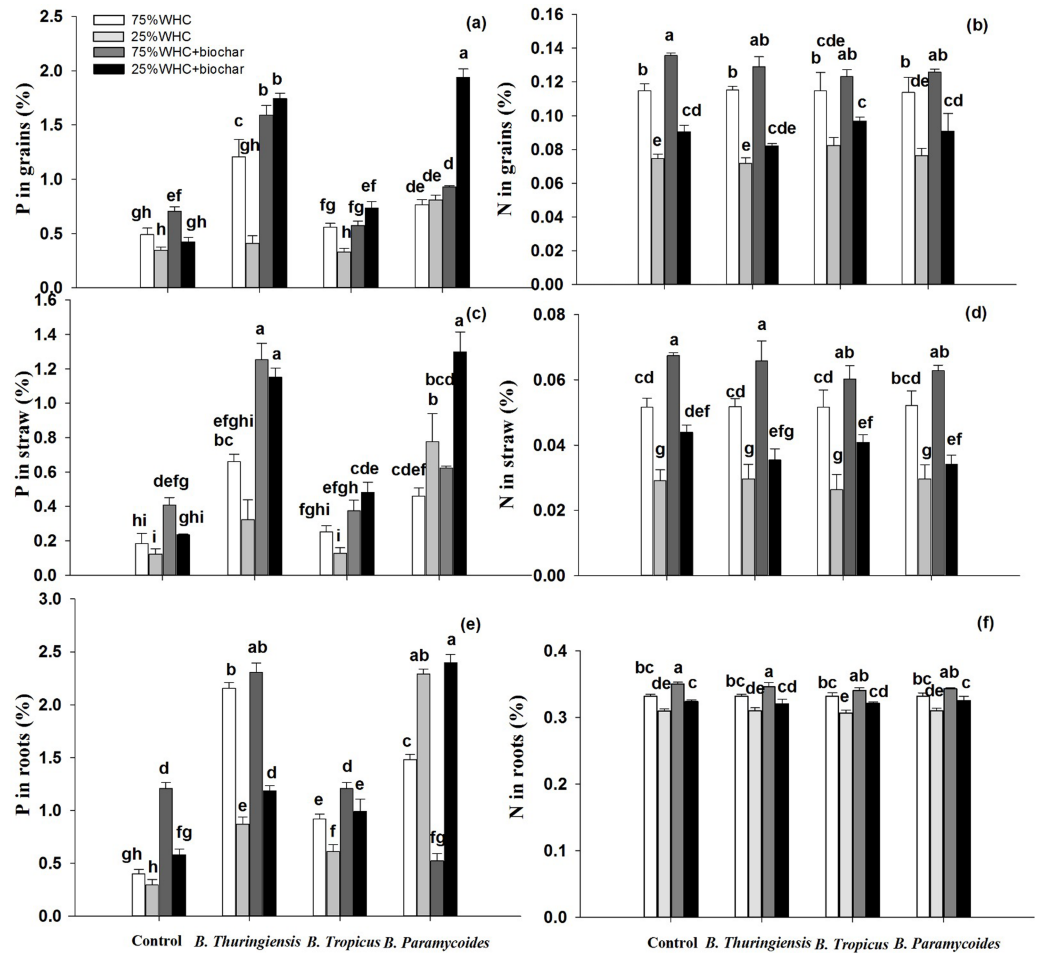 75%WHC
25%WHC
75%WHC+biochar
25%WHC+biochar
(a)
P in grains (%)
2.5
2.0
1.5
1.0
0.5
0.0
gh
h
ef
gh
c
gh
b
b
fg
h
fg
ef
de
de
d
a
(b)
N in grains (%)
0.16
0.14
0.12
0.10
0.08
0.06
0.04
0.02
0.00
b
e
a
cd
b
e
ab
cde
b
cde
ab
c
b
de
ab
cd
(c)
P in straw (%)
1.6
1.4
1.2
1.0
0.8
0.6
0.4
0.2
0.0
hi
i
defg
ghi
efghi
bc
a
a
fghi
i
efgh
cde
cdef
bcd
b
a
(d)
N in straw (%)
0.08
0.06
0.04
0.02
0.00
cd
g
a
def
cd
g
a
efg
cd
g
ab
ef
bcd
g
ab
ef
(e)
P in roots (%)
3.0
2.5
2.0
1.5
1.0
0.5
0.0
gh
h
d
fg
b
e
ab
d
e
f
d
e
c
ab
fg
a
Control
B. Thuringiensis
B. Tropicus
B. Paramycoides
(f)
N in roots (%)
0.4
0.3
0.2
0.1
0.0
bc
de
a
c
bc
de
a
cd
bc
e
ab
cd
bc
de
ab
c
Control
B. Thuringiensis
B. Tropicus
B. Paramycoides